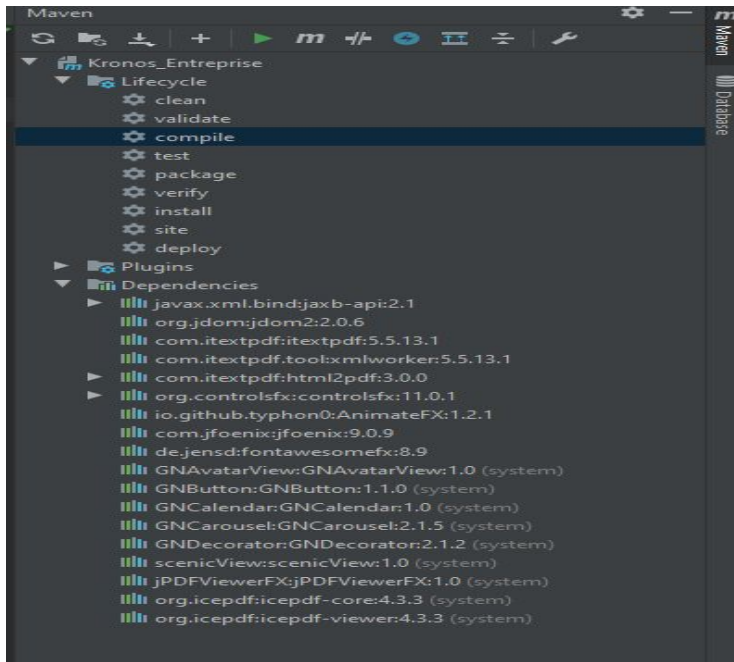 Maven
m
Maven
Database
Kronos_Entreprise
Lifecycle
clean
validate
compile
test
package
verify
install
site
deploy
Plugins
Dependencies
javax.xml.bind:jaxb-api:2.1
org.jdom:jdom2:2.0.6
com.itextpdf:itextpdf:5.5.13.1
com.itextpdf.tool:xmlworker:5.5.13.1
com.itextpdf:html2pdf:3.0.0
org.controlsfx:controlsfx:11.0.1
io.github.typhon0:AnimateFX:1.2.1
com.jfoenix:jfoenix:9.0.9
de.jensd:fontawesomefx:8.9
GNAvatarView:GNAvatarView:1.0 (system)
GNButton:GNButton:1.1.0 (system)
GNCalendar:GNCalendar:1.0 (system)
GNCarousel:GNCarousel:2.1.5 (system)
GNDecorator:GNDecorator:2.1.2 (system)
scenicView:scenicView:1.0 (system)
jPDFViewerFX:jPDFViewerFX:1.0 (system)
org.icepdf:icepdf-core:4.3.3 (system)
org.icepdf:icepdf-viewer:4.3.3 (system)